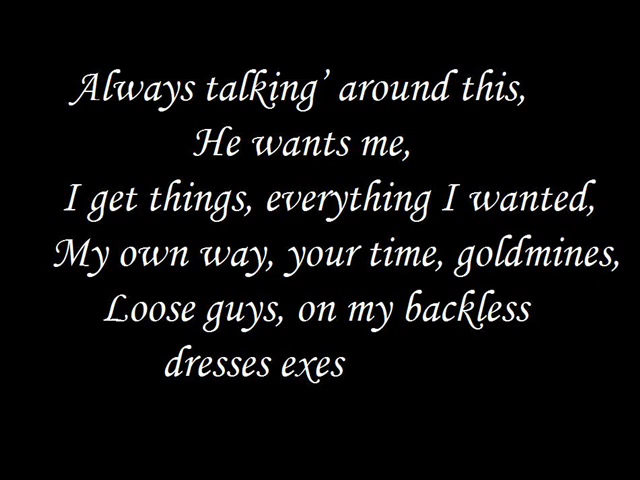 Always talking’ around this,
He wants me,
I get things, everything I wanted,
My own way, your time, goldmines,
Loose guys, on my backless
dresses exes